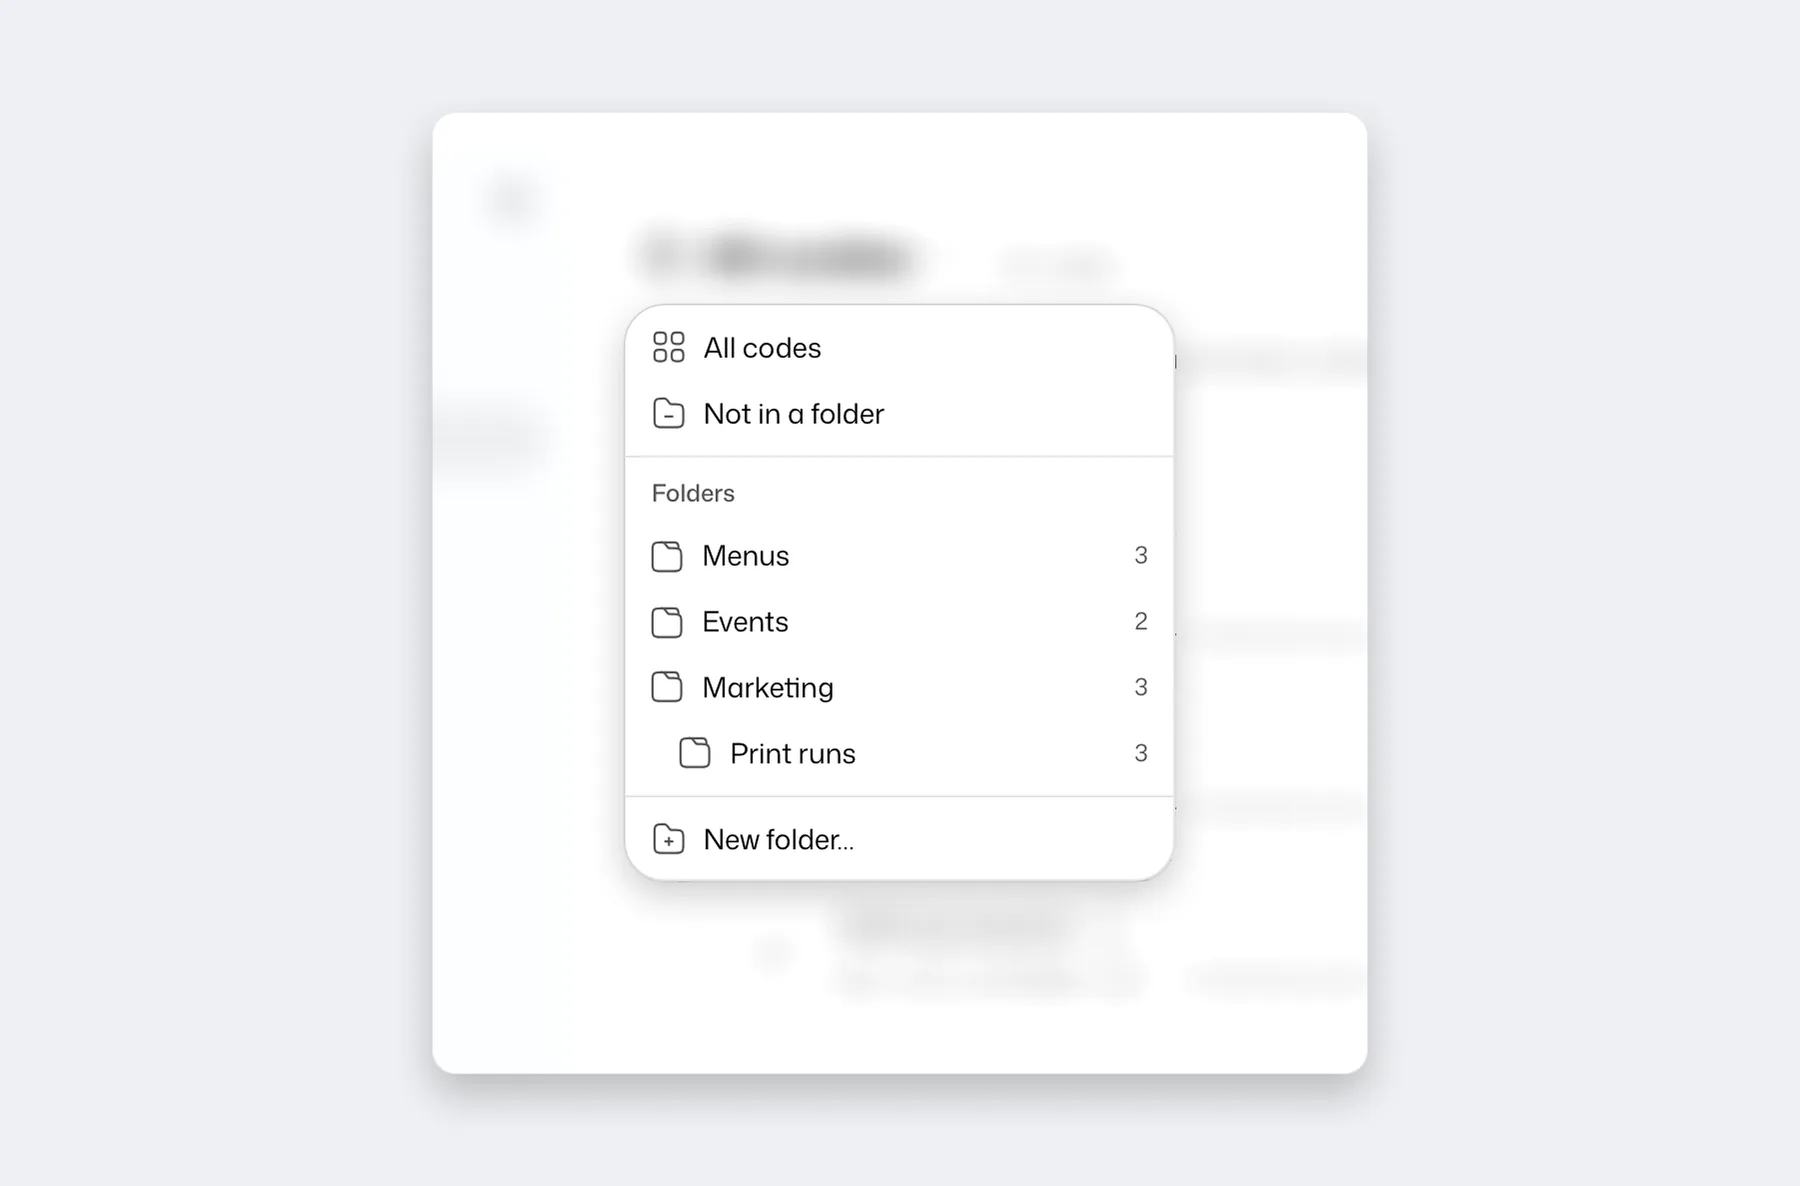 All codes
Not in a folder
Folders
Menus 3
Events 2
Marketing 3
Print runs 3
New folder...